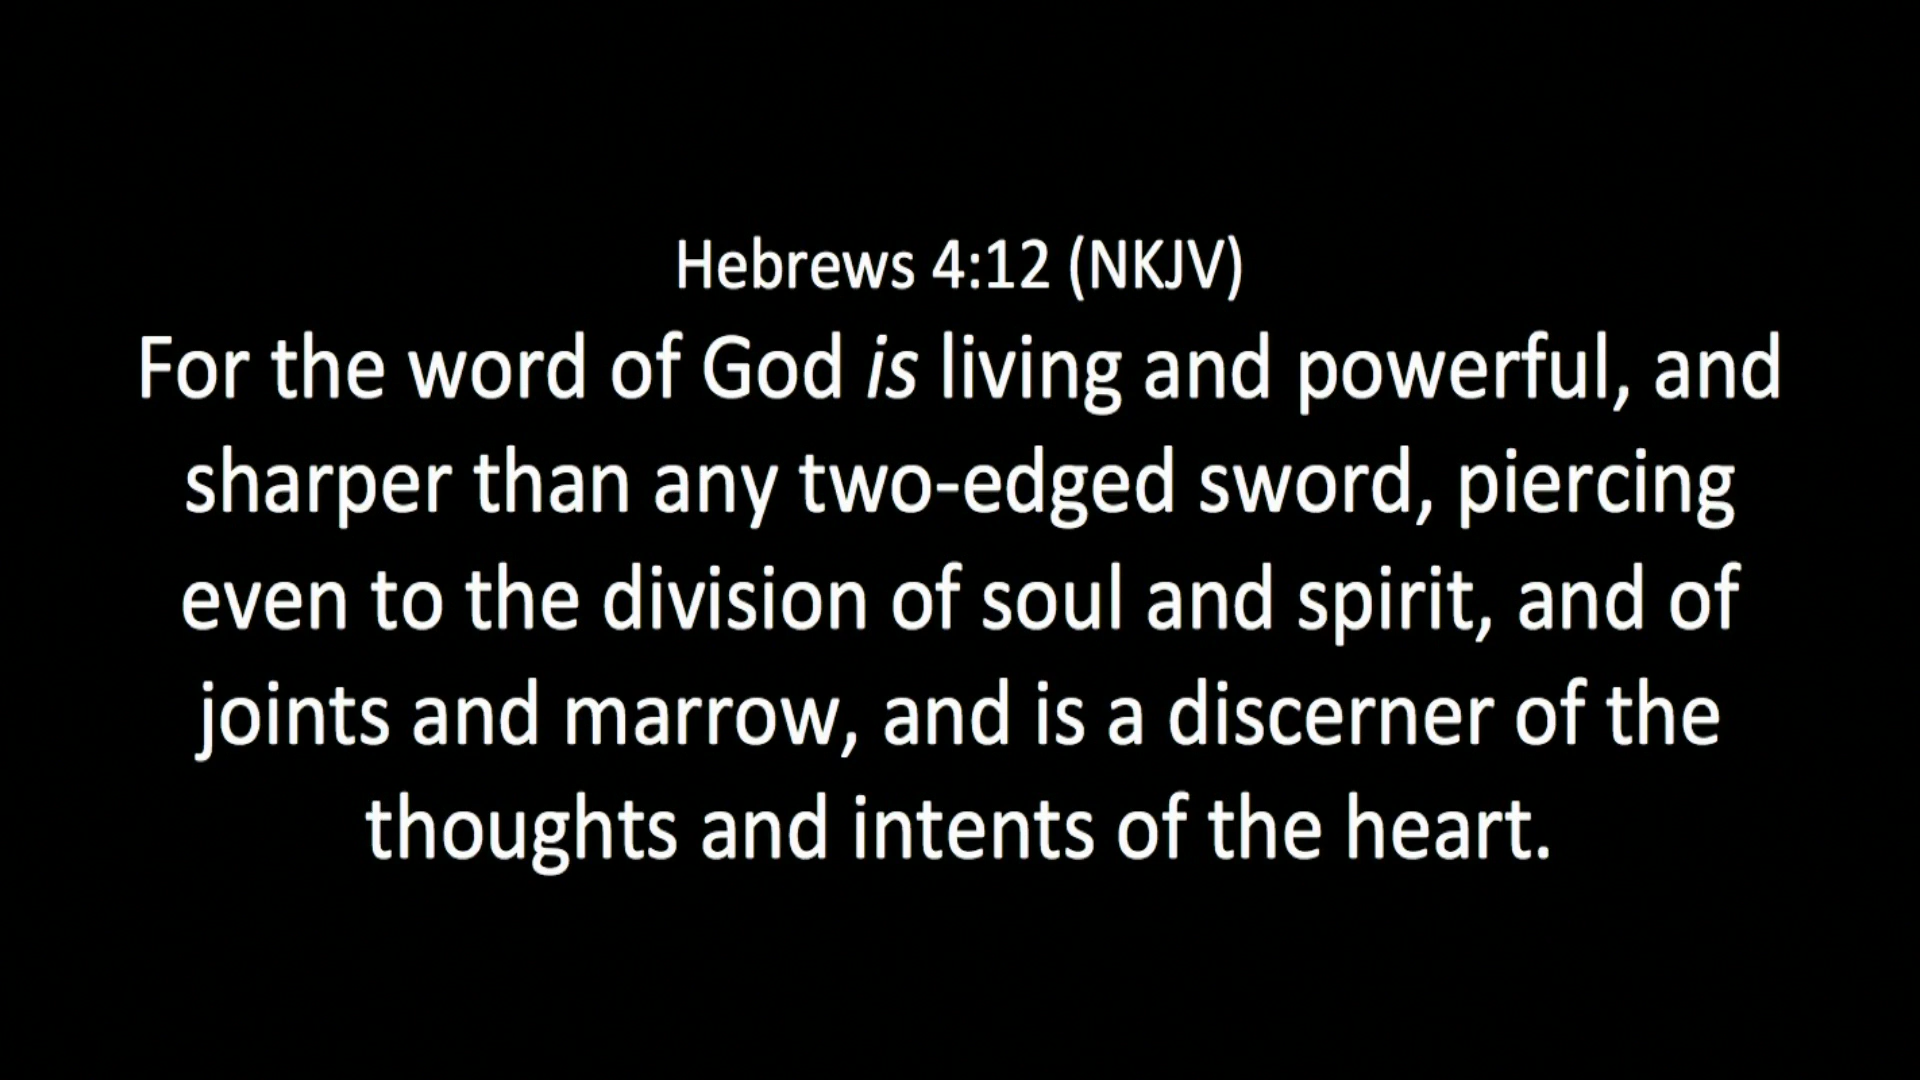 Hebrews 4:12 (NKJV)
For the word of God is living and powerful, and
sharper than any two-edged sword, piercing
even to the division of soul and spirit, and of
joints and marrow, and is a discerner of the
thoughts and intents of the heart.